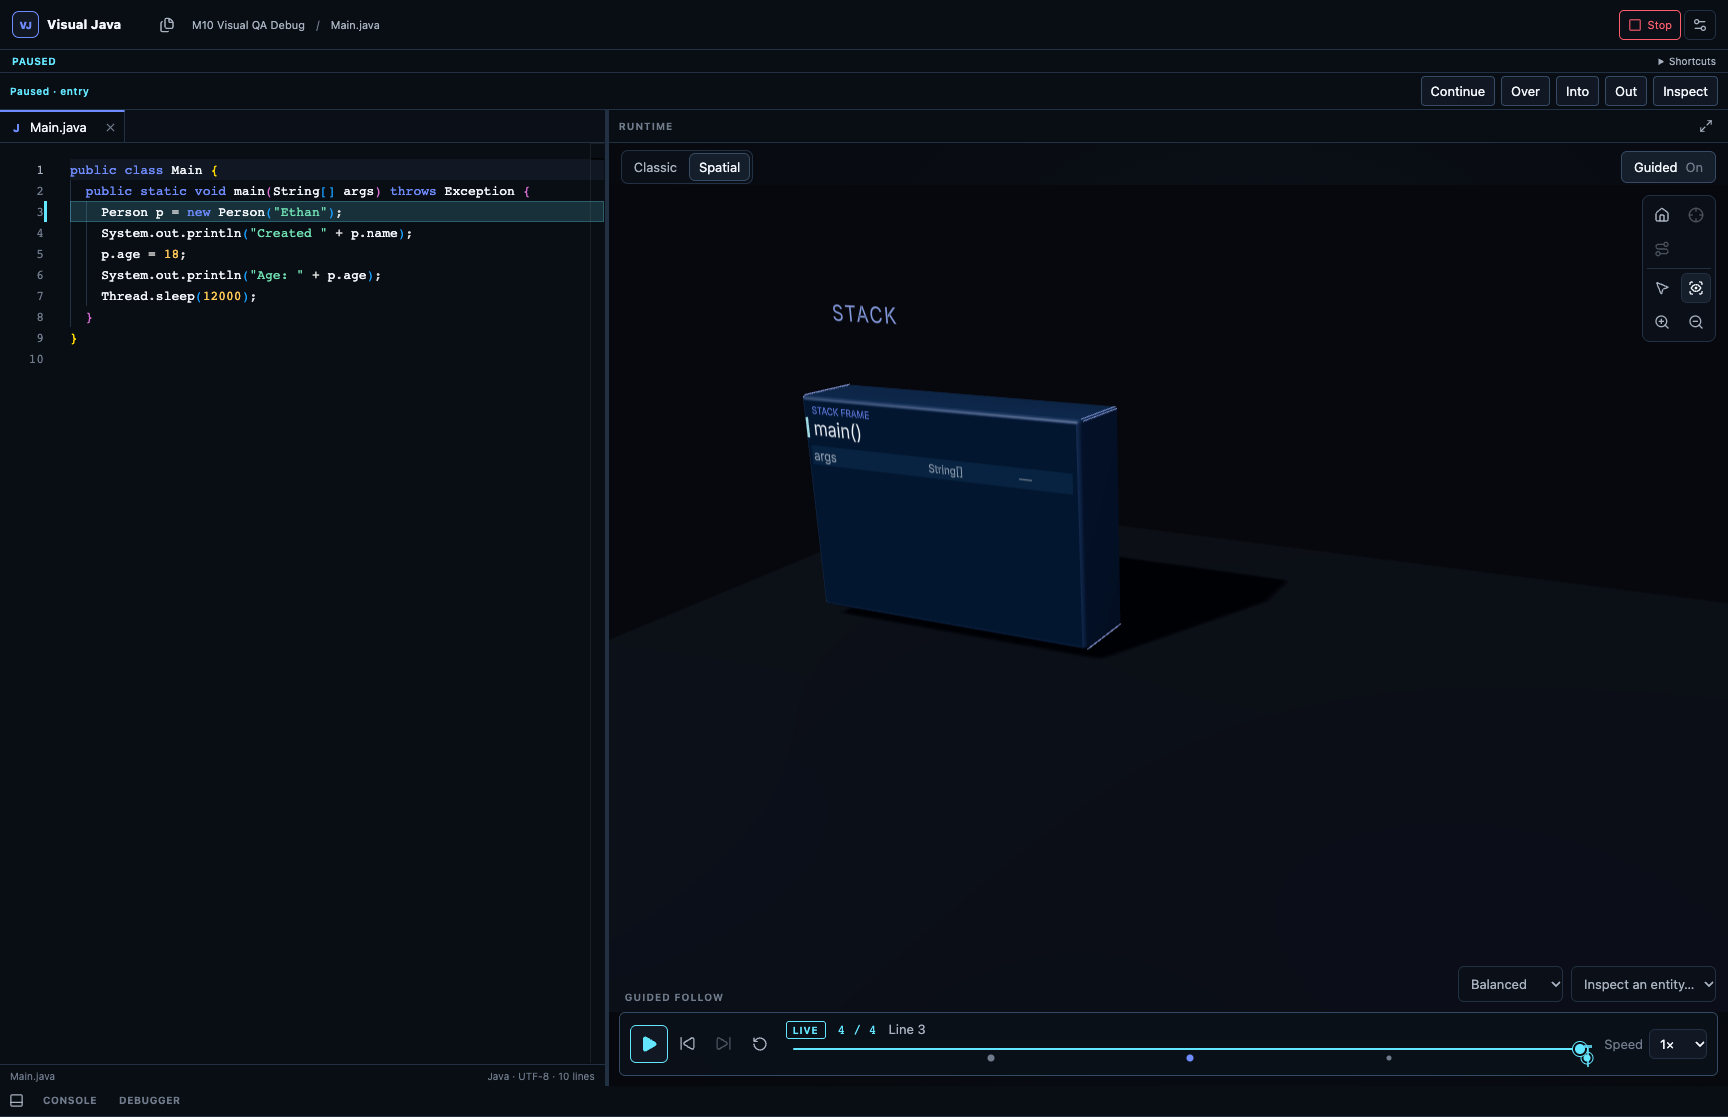 VJ Visual Java M10 Visual QA Debug / Main.java Stop
PAUSED Shortcuts
Paused · entry Continue Over Into Out Inspect
J Main.java
1 public class Main {
2 public static void main(String[] args) throws Exception {
3 Person p = new Person("Ethan");
4 System.out.println("Created " + p.name);
5 p.age = 18;
6 System.out.println("Age: " + p.age);
7 Thread.sleep(12000);
8 }
9 }
10
Main.java Java · UTF-8 · 10 lines
RUNTIME
Classic Spatial Guided On
STACK
STACK FRAME
main()
args String[] —
Balanced Inspect an entity...
GUIDED FOLLOW
LIVE 4 / 4 Line 3
Speed 1×
CONSOLE DEBUGGER